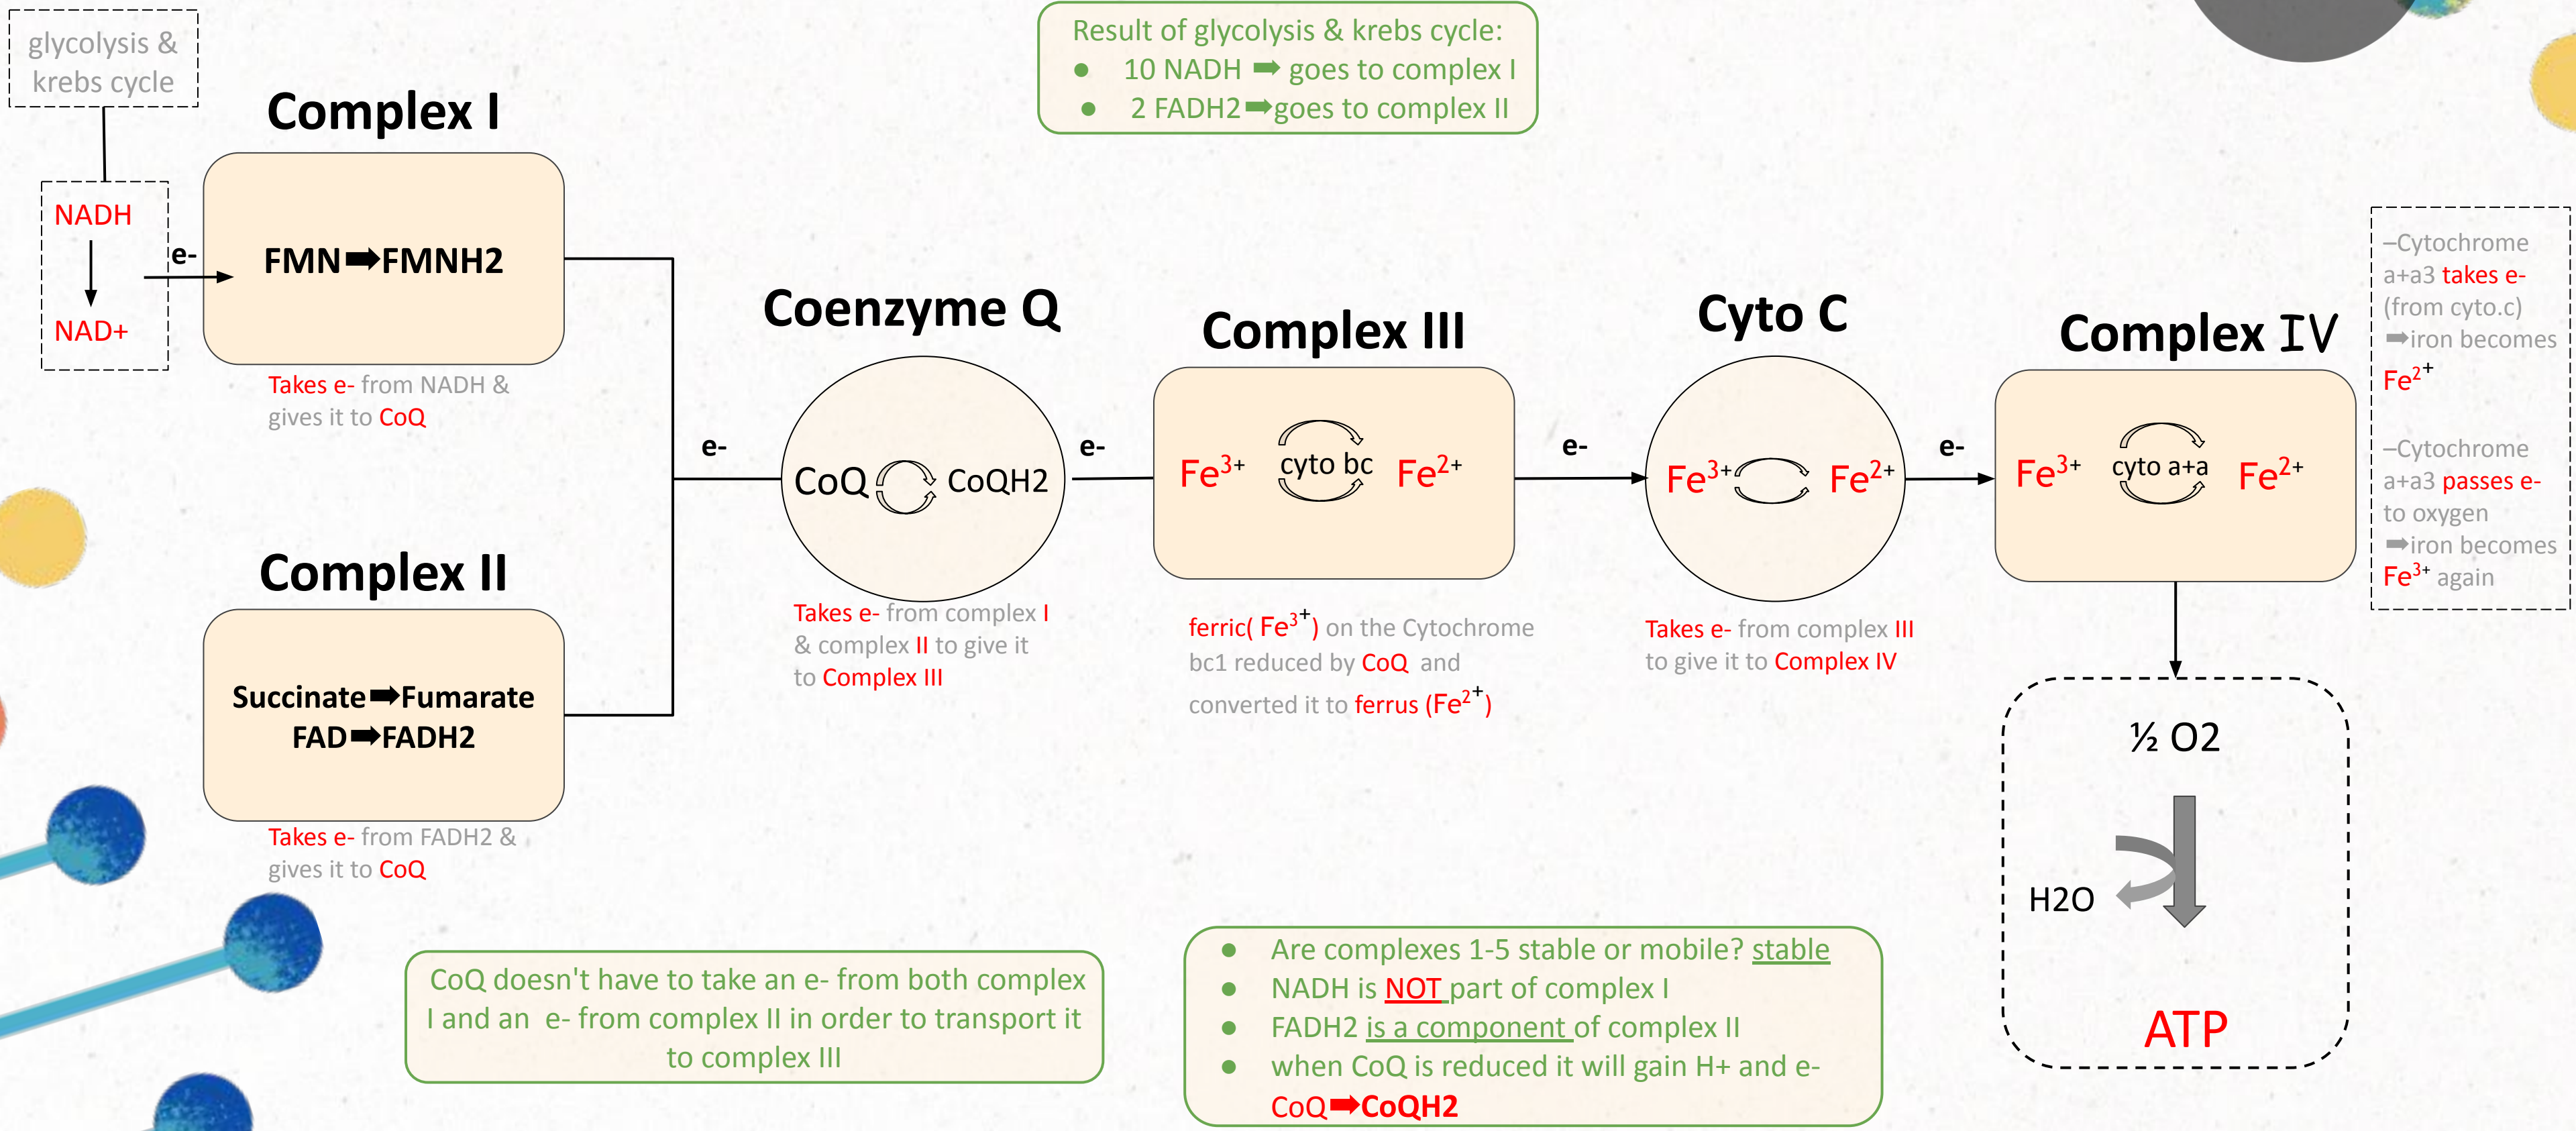 glycolysis &
krebs cycle
Result of glycolysis & krebs cycle:
● 10 NADH ➡ goes to complex I
● 2 FADH2➡goes to complex II
Complex I
NADH
NAD+
e-
FMN➡FMNH2
Takes e- from NADH &
gives it to CoQ
Complex II
Succinate➡Fumarate
FAD➡FADH2
Takes e- from FADH2 &
gives it to CoQ
e-
Coenzyme Q
CoQ CoQH2
Takes e- from complex I
& complex II to give it
to Complex III
e-
Complex III
Fe³⁺ cyto bc Fe²⁺
ferric( Fe³⁺) on the Cytochrome
bc1 reduced by CoQ and
converted it to ferrus (Fe²⁺)
e-
Cyto C
Fe³⁺ Fe²⁺
Takes e- from complex III
to give it to Complex IV
e-
Complex IV
Fe³⁺ cyto a+a Fe²⁺
–Cytochrome
a+a3 takes e-
(from cyto.c)
➡iron becomes
Fe²⁺
–Cytochrome
a+a3 passes e-
to oxygen
➡iron becomes
Fe³⁺ again
½ O2
H2O
ATP
CoQ doesn't have to take an e- from both complex
I and an e- from complex II in order to transport it
to complex III
● Are complexes 1-5 stable or mobile? stable
● NADH is NOT part of complex I
● FADH2 is a component of complex II
● when CoQ is reduced it will gain H+ and e-
CoQ➡CoQH2